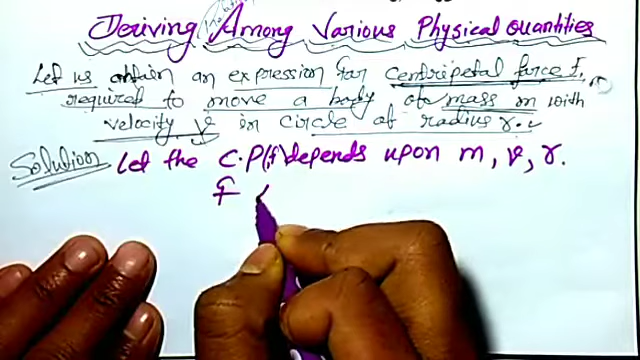 Deriving Relation Among Various Physical Quantities
Let us obtain an expression for centripetal force F,
required to move a body of mass m with
velocity v in circle of radius r.
Solution Let the C.P(f) depends upon m, v, r.
F